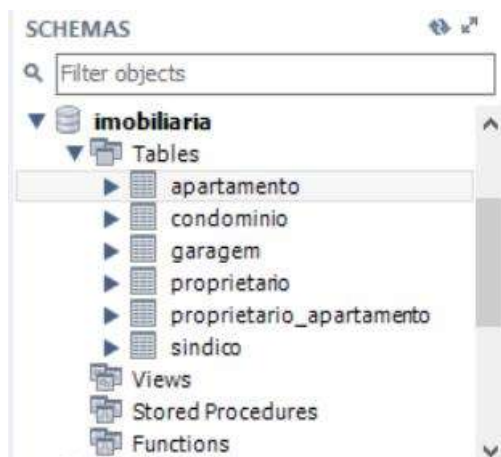 SCHEMAS
Filter objects
imobiliaria
Tables
apartamento
condominio
garagem
proprietario
proprietario_apartamento
sindico
Views
Stored Procedures
Functions